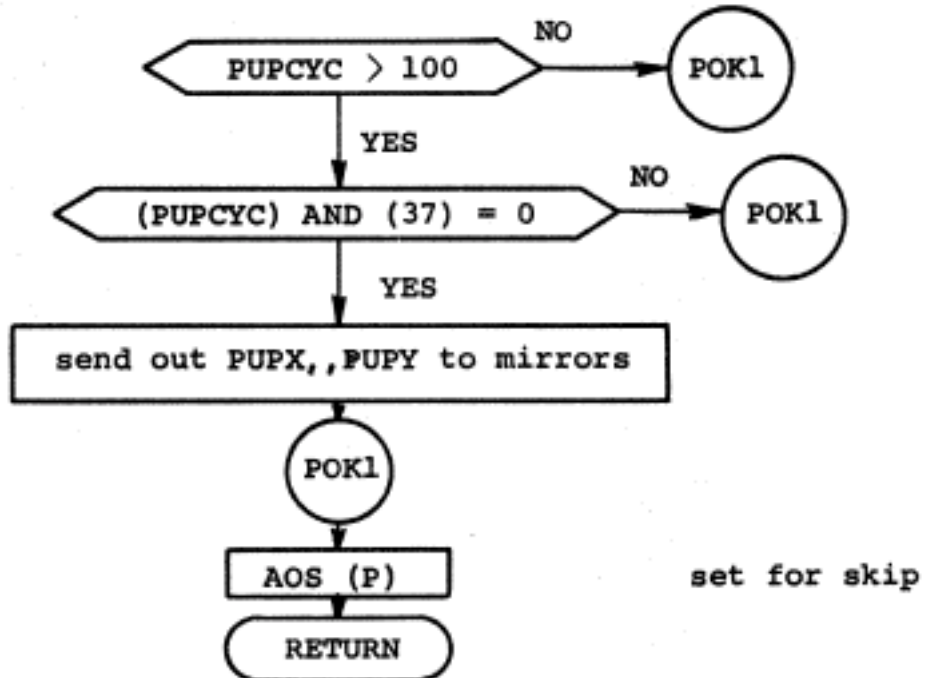 NO
PUPCYC > 100
POK1
YES
NO
(PUPCYC) AND (37) = 0
POK1
YES
send out PUPX,,PUPY to mirrors
POK1
AOS (P)
set for skip
RETURN